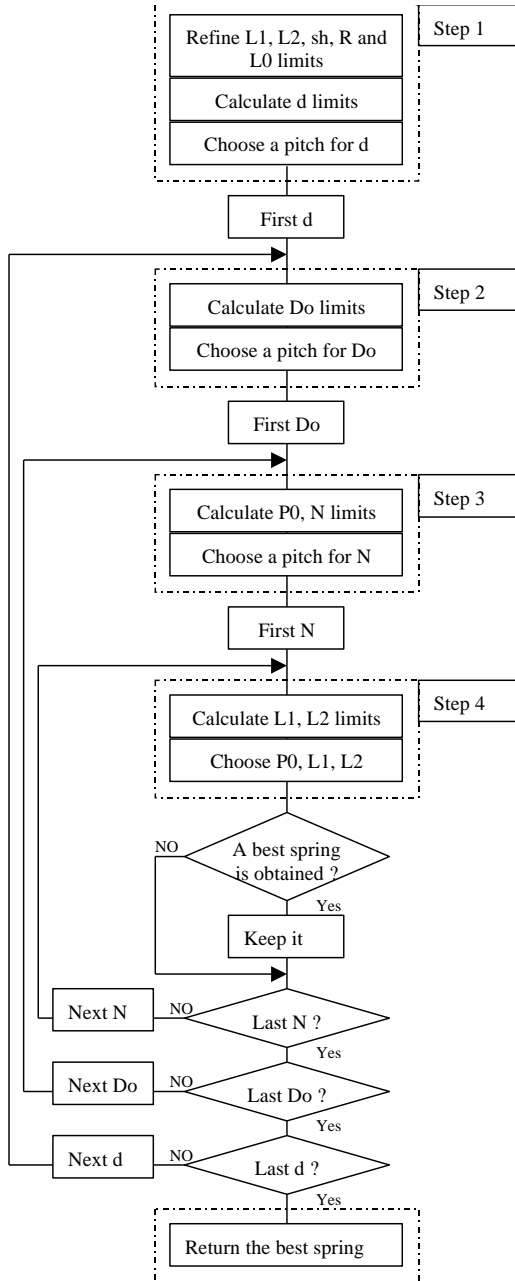 Refine L1, L2, sh, R and
L0 limits
Step 1
Calculate d limits
Choose a pitch for d
First d
Step 2
Calculate Do limits
Choose a pitch for Do
First Do
Step 3
Calculate P0, N limits
Choose a pitch for N
First N
Step 4
Calculate L1, L2 limits
Choose P0, L1, L2
NO
A best spring
is obtained ?
Yes
Keep it
Next N
NO
Last N ?
Yes
Next Do
NO
Last Do ?
Yes
Next d
NO
Last d ?
Yes
Return the best spring